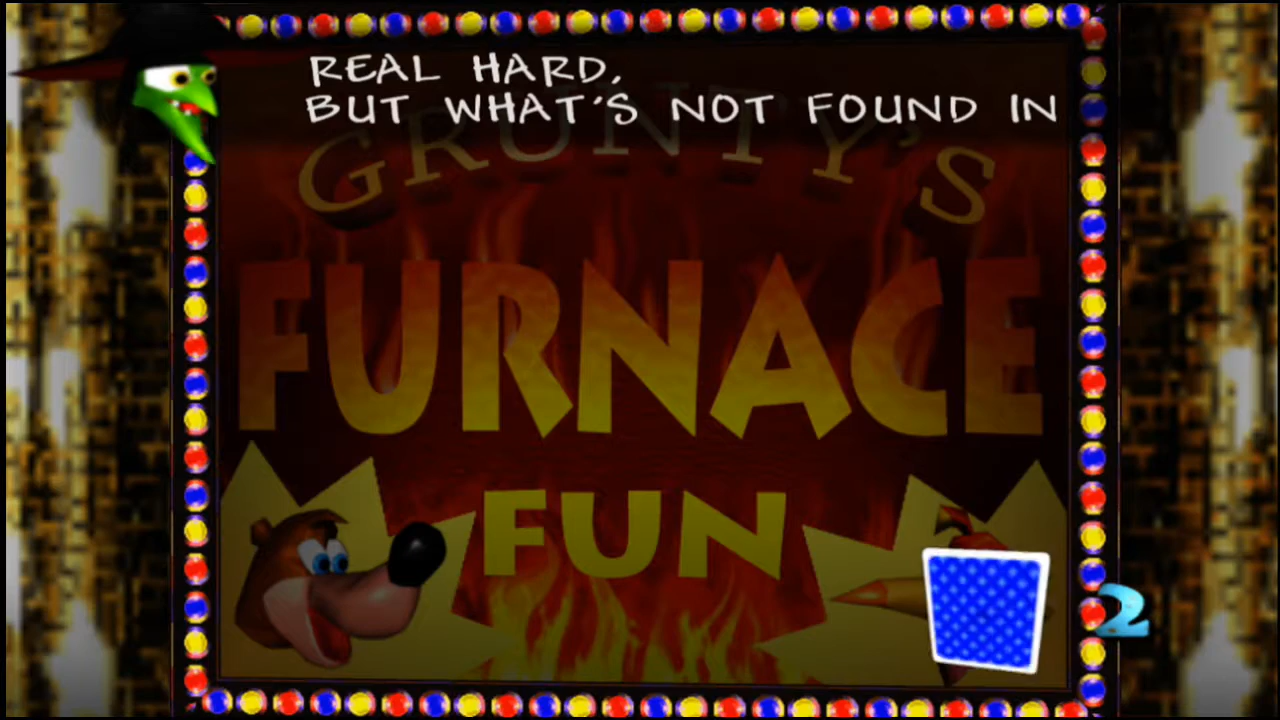 REAL HARD,
BUT WHAT'S NOT FOUND IN
GRUNTY'S
FURNACE
FUN
2